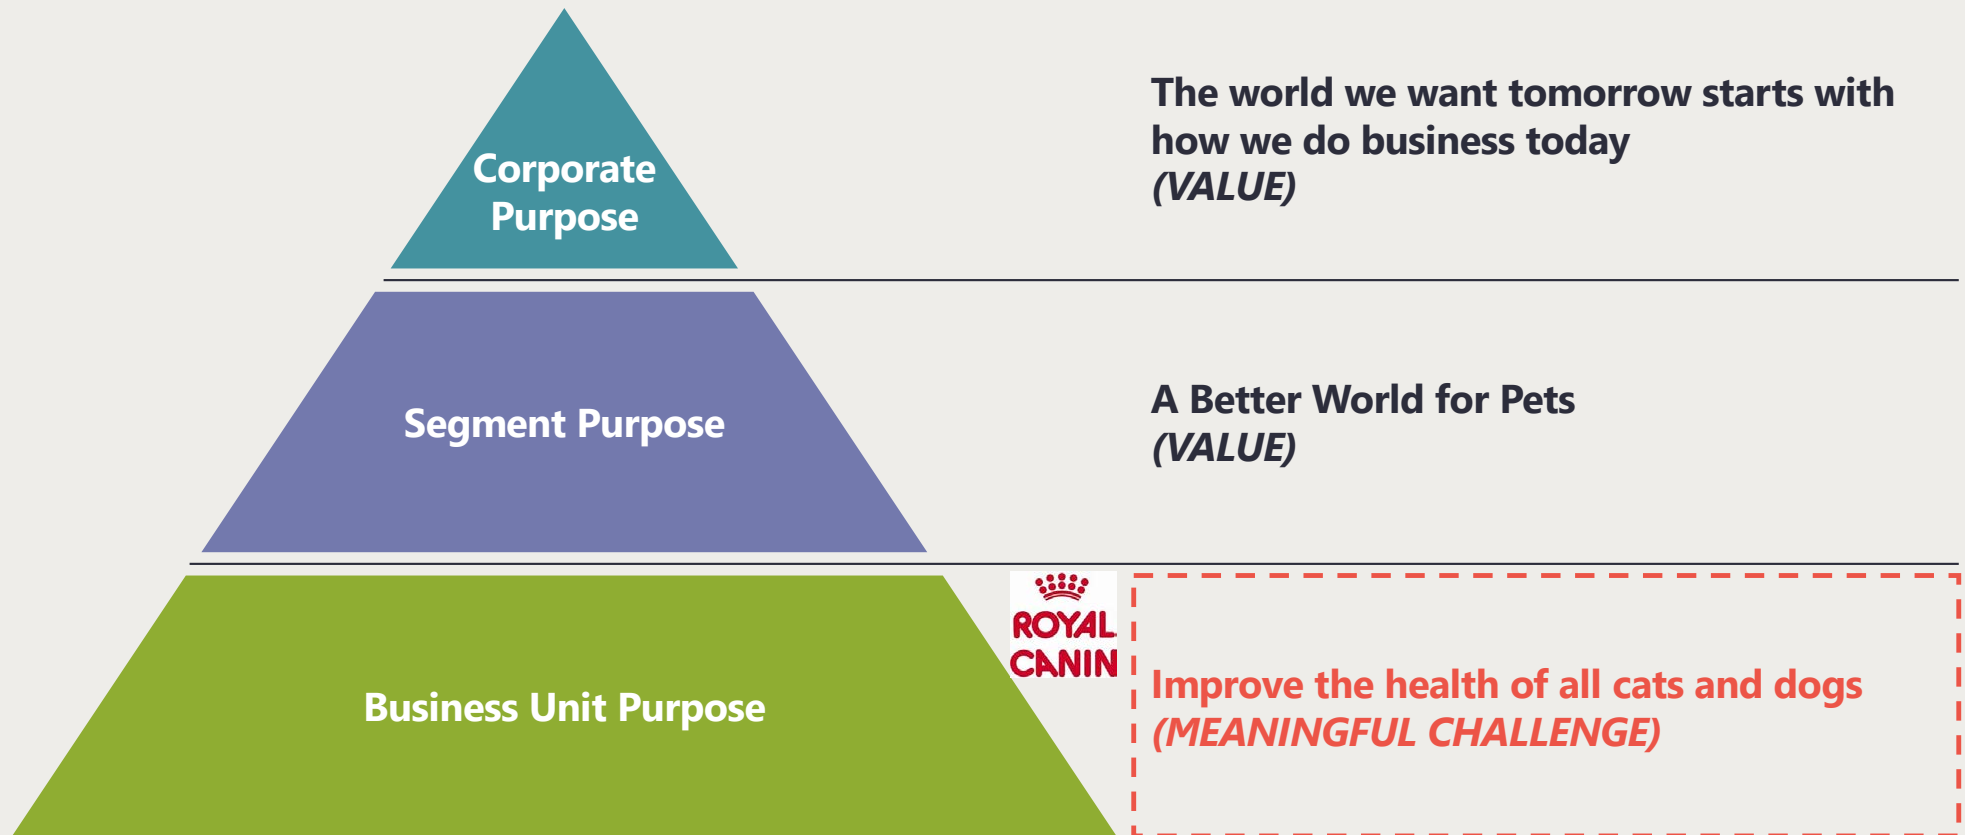 Corporate
Purpose
The world we want tomorrow starts with
how we do business today
(VALUE)
Segment Purpose
A Better World for Pets
(VALUE)
Business Unit Purpose
ROYAL
CANIN
Improve the health of all cats and dogs
(MEANINGFUL CHALLENGE)